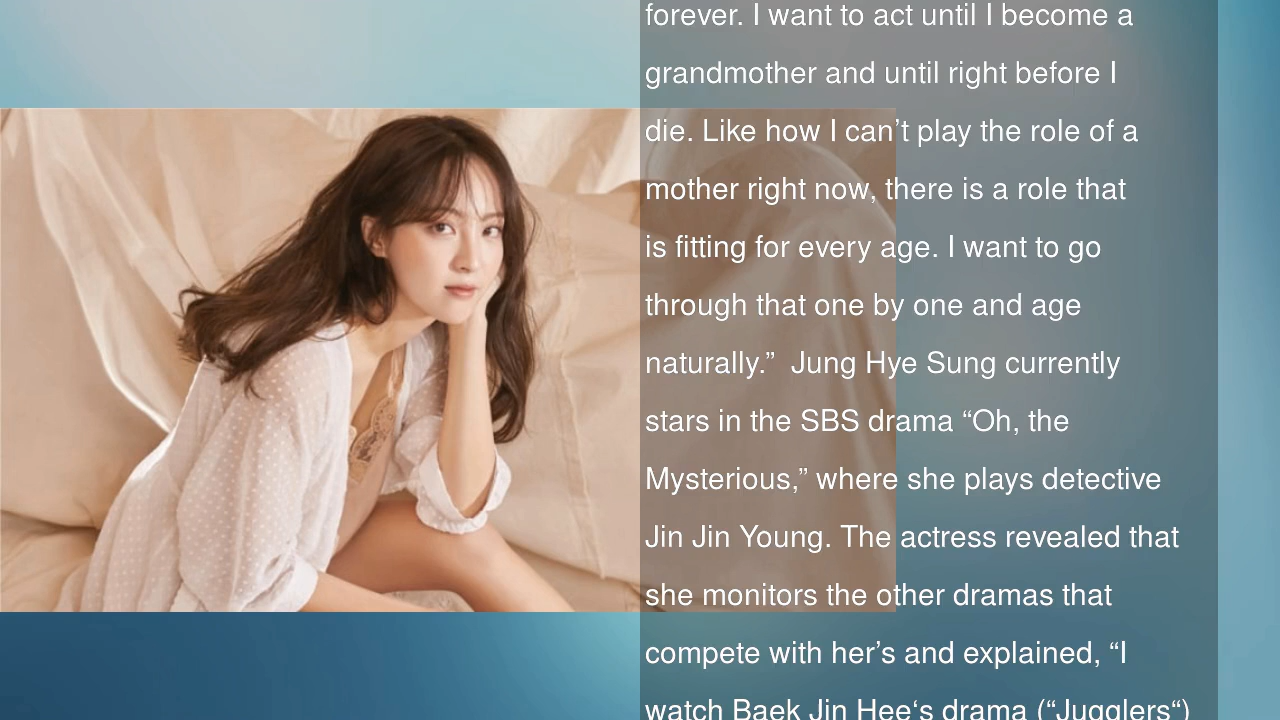 forever. I want to act until I become a
grandmother and until right before I
die. Like how I can’t play the role of a
mother right now, there is a role that
is fitting for every age. I want to go
through that one by one and age
naturally.”  Jung Hye Sung currently
stars in the SBS drama “Oh, the
Mysterious,” where she plays detective
Jin Jin Young. The actress revealed that
she monitors the other dramas that
compete with her’s and explained, “I
watch Baek Jin Hee‘s drama (“Jugglers“)